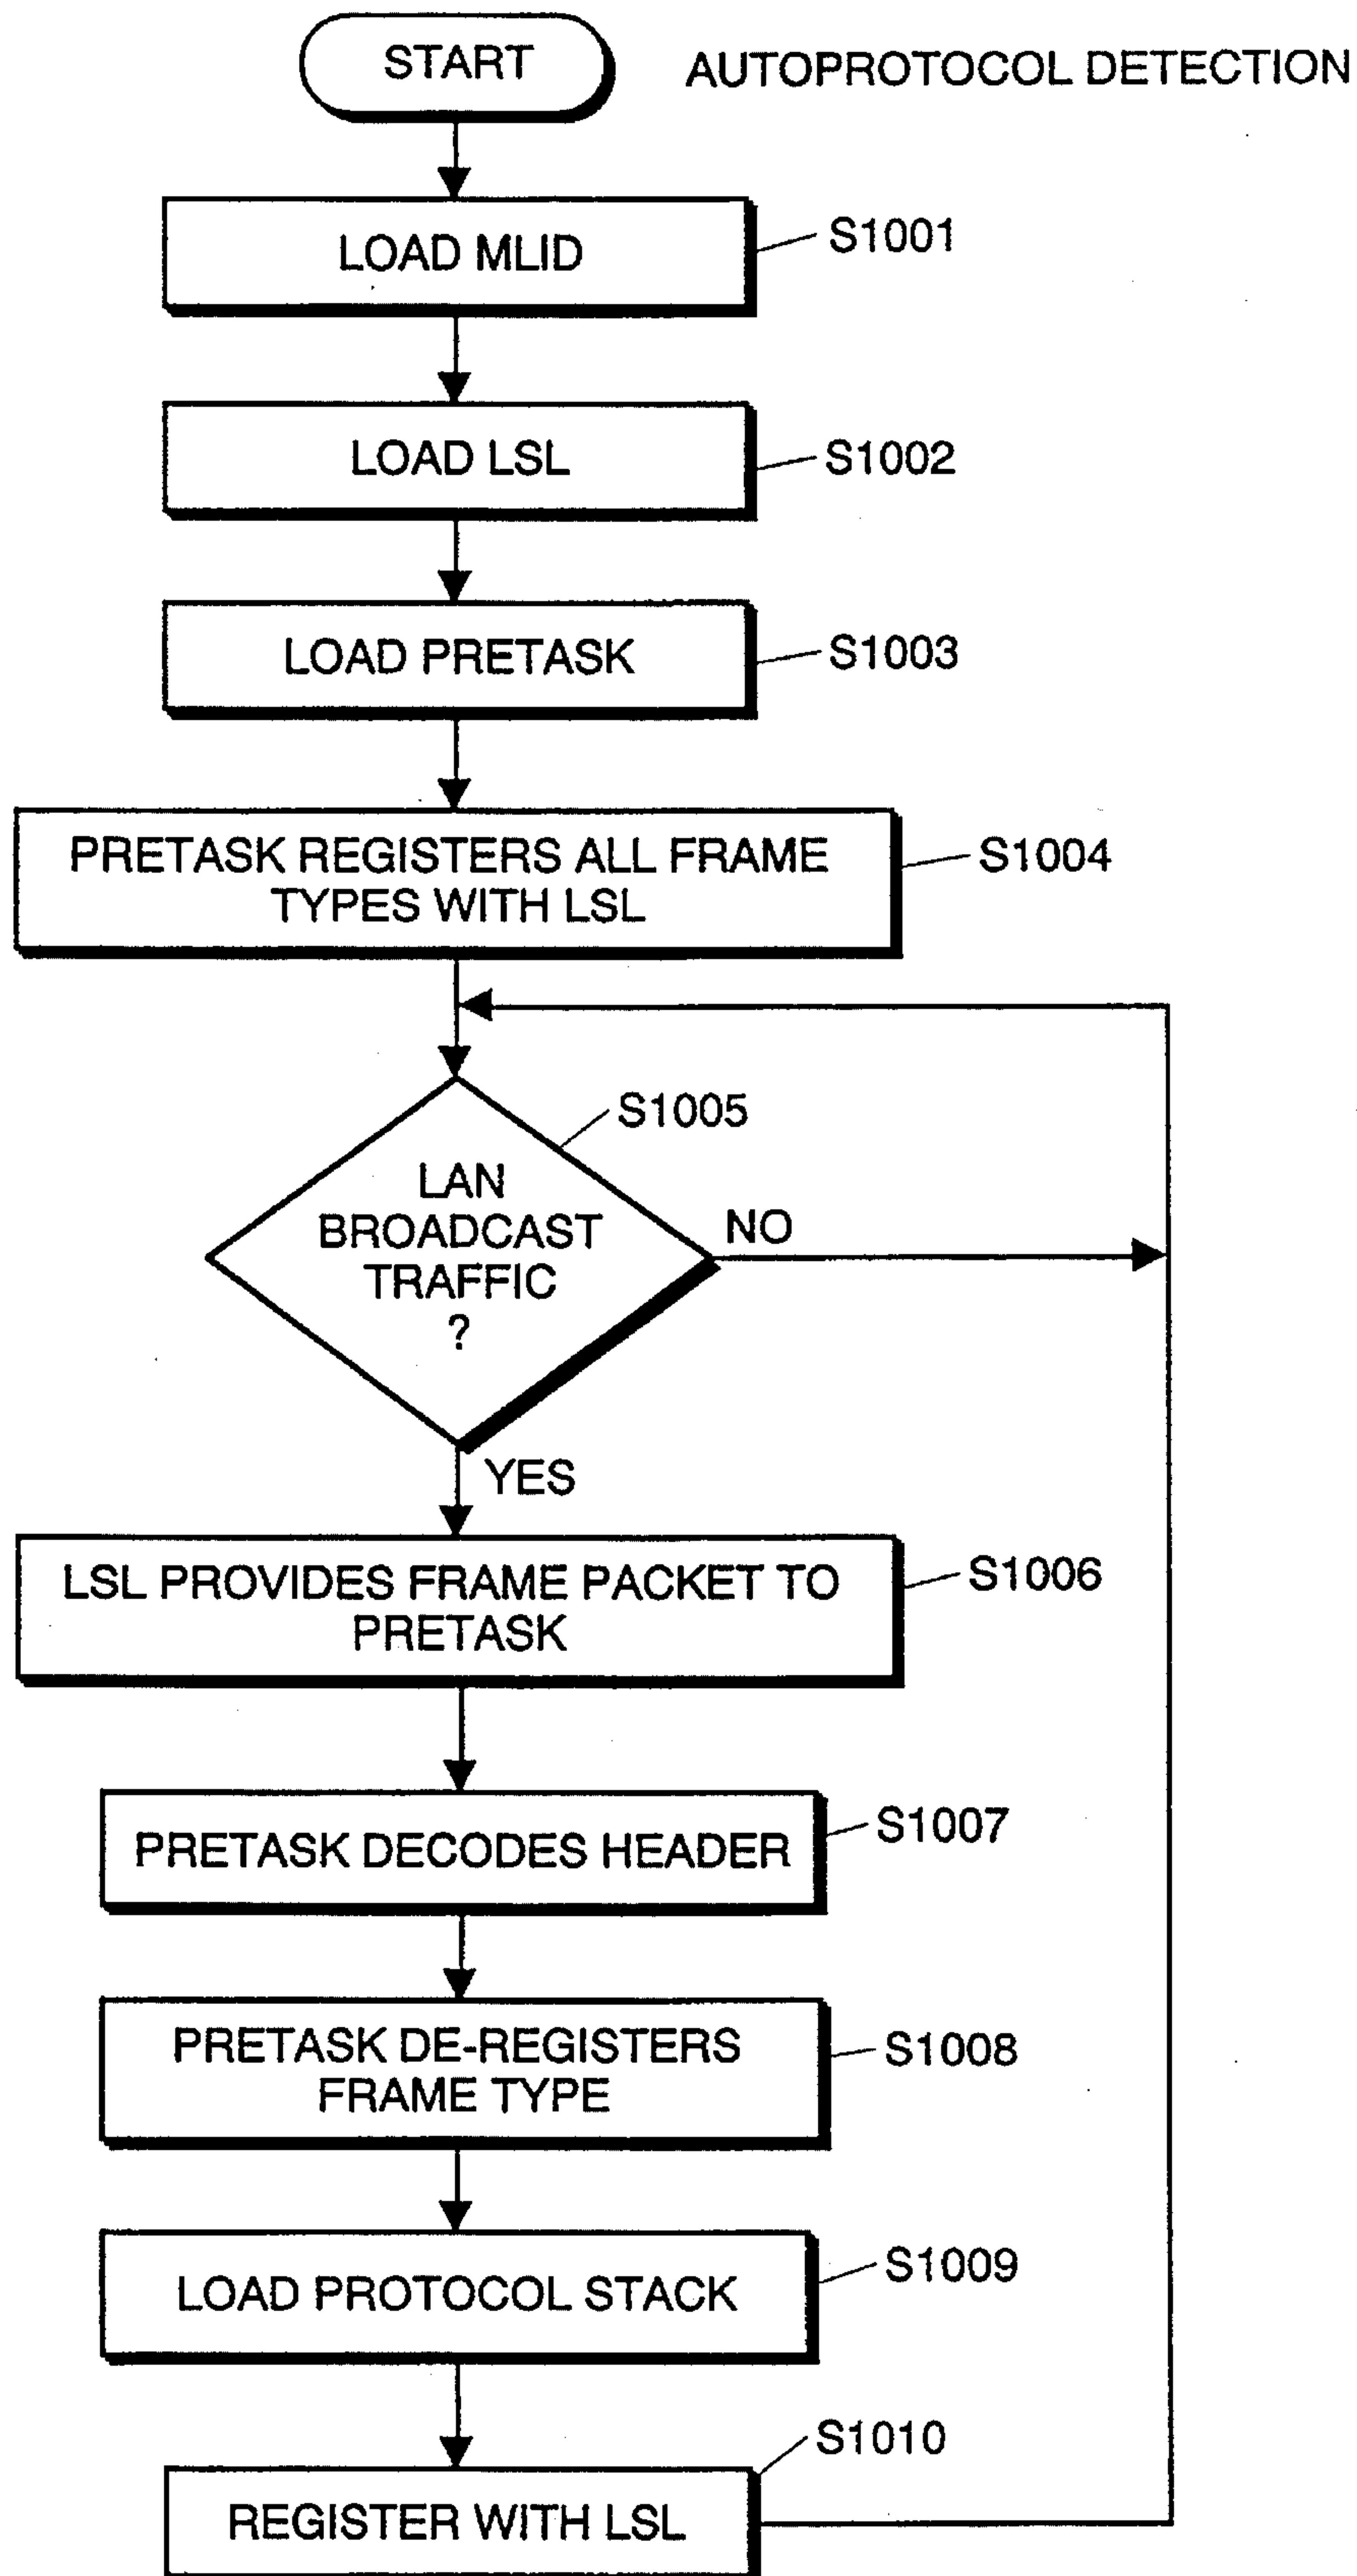 START
AUTOPROTOCOL DETECTION
LOAD MLID
S1001
LOAD LSL
S1002
LOAD PRETASK
S1003
PRETASK REGISTERS ALL FRAME
TYPES WITH LSL
S1004
S1005
LAN
BROADCAST
TRAFFIC
?
NO
YES
LSL PROVIDES FRAME PACKET TO
PRETASK
S1006
PRETASK DECODES HEADER
S1007
PRETASK DE-REGISTERS
FRAME TYPE
S1008
LOAD PROTOCOL STACK
S1009
S1010
REGISTER WITH LSL